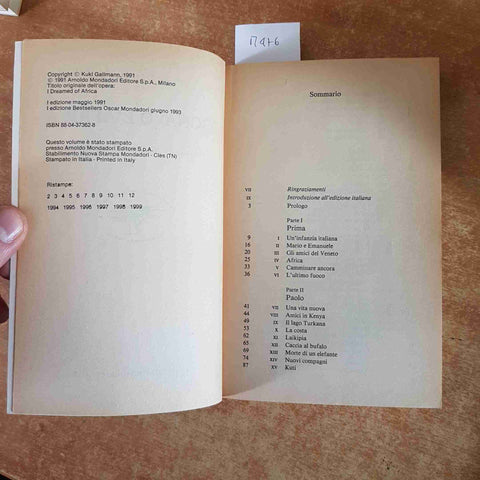 Π476
Copyright © Kuki Gallmann, 1991
© 1991 Arnoldo Mondadori Editore S.p.A., Milano
Titolo originale dell'opera:
I Dreamed of Africa
I edizione maggio 1991
I edizione Bestsellers Oscar Mondadori giugno 1993
ISBN 88-04-37362-8
Questo volume è stato stampato
presso Arnoldo Mondadori Editore S.p.A.
Stabilimento Nuova Stampa Mondadori - Cles (TN)
Stampato in Italia - Printed in Italy
Ristampe:
2 3 4 5 6 7 8 9 10 11 12
1994 1995 1996 1997 1998 1999
Sommario
VII Ringraziamenti
IX Introduzione all'edizione italiana
3 Prologo
Parte I
Prima
9 I Un'infanzia italiana
16 II Mario e Emanuele
20 III Gli amici del Veneto
25 IV Africa
33 V Camminare ancora
36 VI L'ultimo fuoco
Parte II
Paolo
41 VII Una vita nuova
44 VIII Amici in Kenya
49 IX Il lago Turkana
53 X La costa
62 XI Laikipia
65 XII Caccia al bufalo
69 XIII Morte di un elefante
74 XIV Nuovi compagni
87 XV Kuti